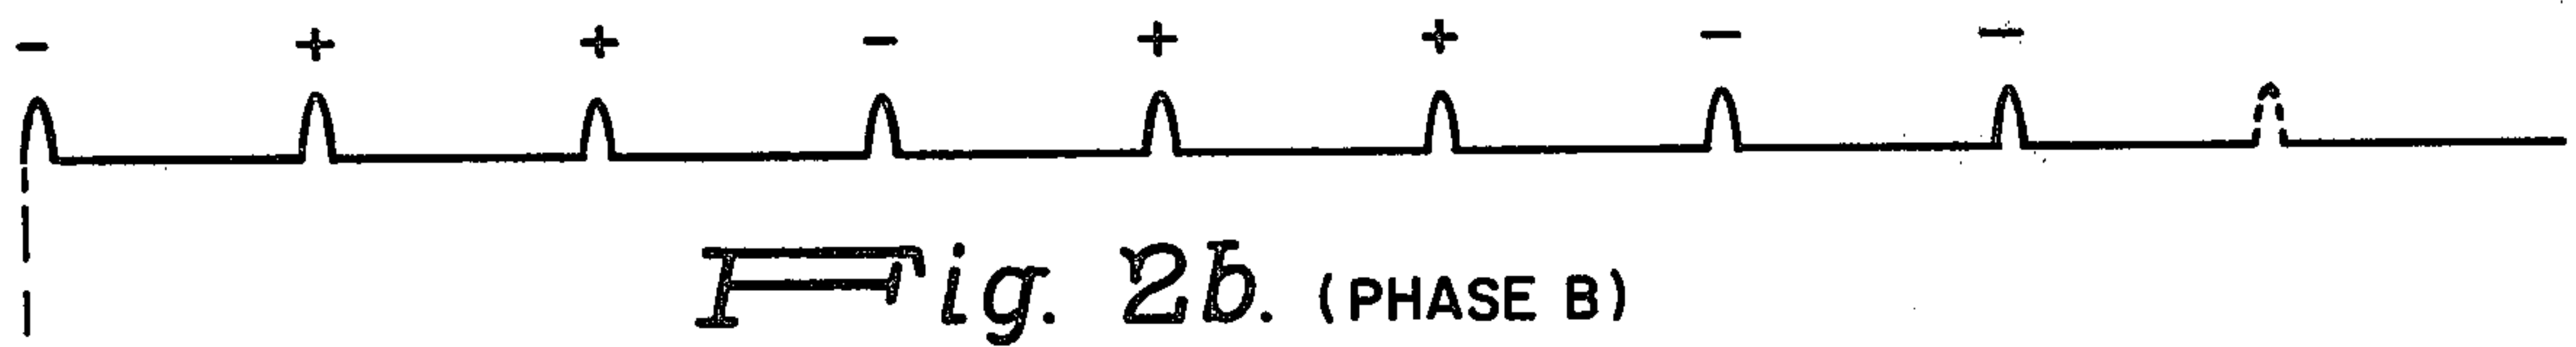 - + + - + + - -
Fig. 2b. (PHASE B)